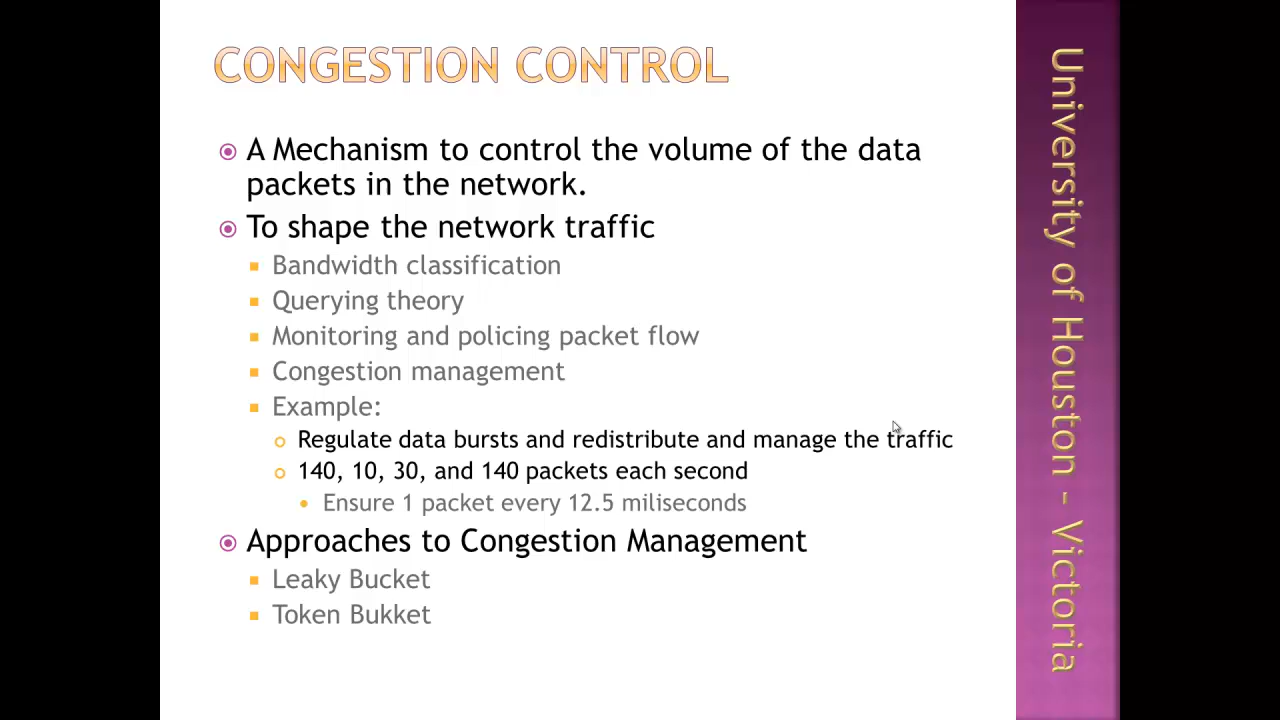 CONGESTION CONTROL
A Mechanism to control the volume of the data
packets in the network.
To shape the network traffic
Bandwidth classification
Querying theory
Monitoring and policing packet flow
Congestion management
Example:
Regulate data bursts and redistribute and manage the traffic
140, 10, 30, and 140 packets each second
Ensure 1 packet every 12.5 miliseconds
Approaches to Congestion Management
Leaky Bucket
Token Bukket
University of Houston - Victoria